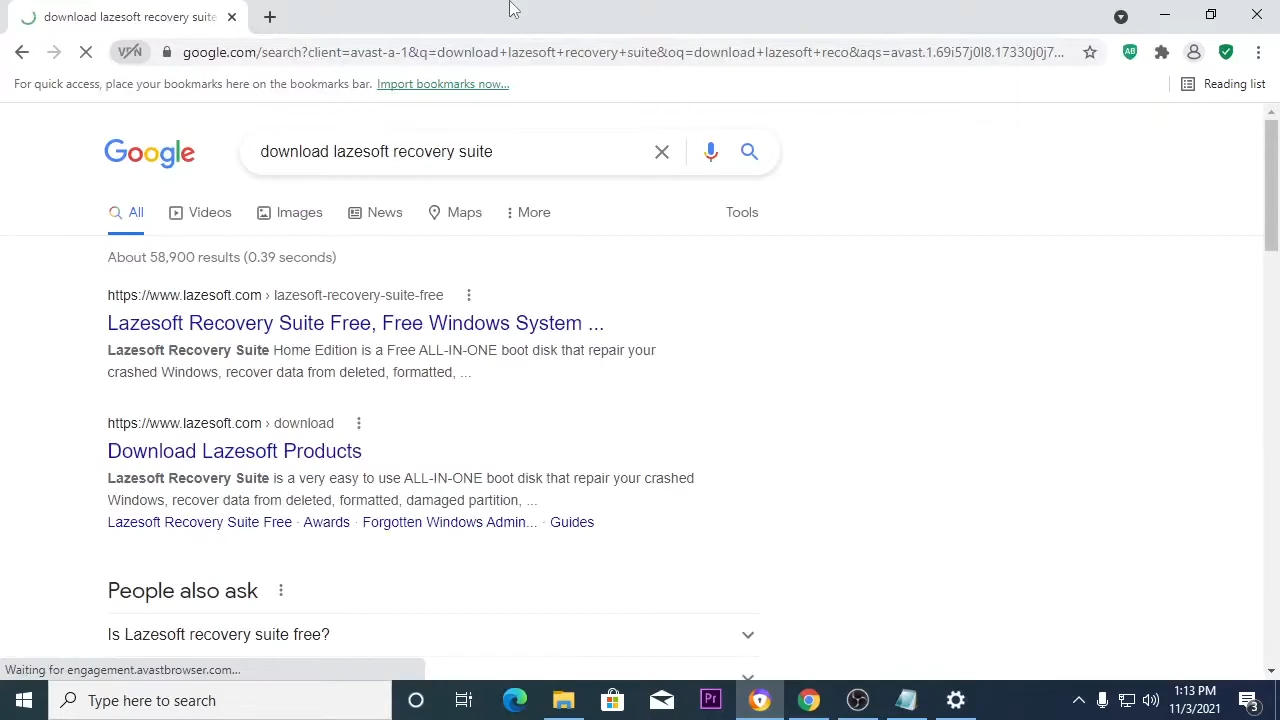 download lazesoft recovery suite
VPN
google.com/search?client=avast-a-1&q=download+lazesoft+recovery+suite&oq=download+lazesoft+reco&aqs=avast.1.69i57j0l8.17330j0j7...
AB
For quick access, place your bookmarks here on the bookmarks bar. Import bookmarks now...
Reading list
Google
download lazesoft recovery suite
All
Videos
Images
News
Maps
More
Tools
About 58,900 results (0.39 seconds)
https://www.lazesoft.com › lazesoft-recovery-suite-free
Lazesoft Recovery Suite Free, Free Windows System ...
Lazesoft Recovery Suite Home Edition is a Free ALL-IN-ONE boot disk that repair your
crashed Windows, recover data from deleted, formatted, ...
https://www.lazesoft.com › download
Download Lazesoft Products
Lazesoft Recovery Suite is a very easy to use ALL-IN-ONE boot disk that repair your crashed
Windows, recover data from deleted, formatted, damaged partition, ...
Lazesoft Recovery Suite Free · Awards · Forgotten Windows Admin... · Guides
People also ask
Is Lazesoft recovery suite free?
Waiting for engagement.avastbrowser.com...
Type here to search
Pr
1:13 PM
11/3/2021
3